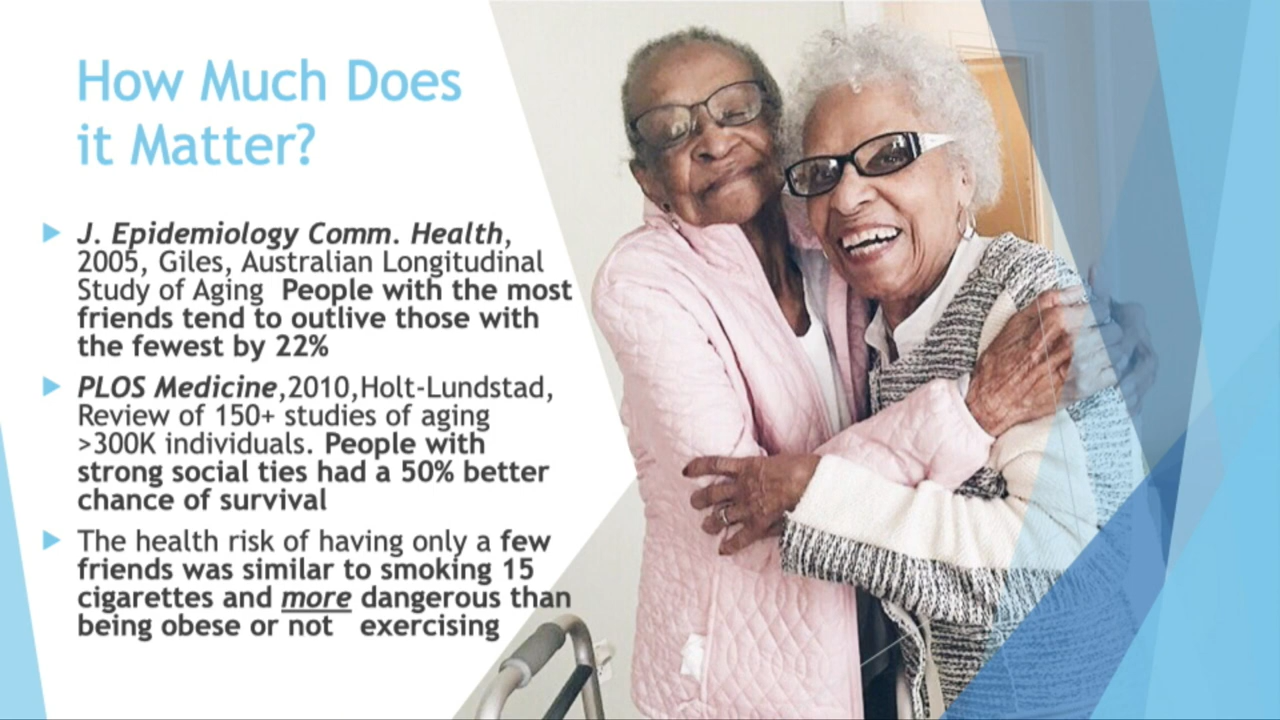 How Much Does
it Matter?
J. Epidemiology Comm. Health,
2005, Giles, Australian Longitudinal
Study of Aging People with the most
friends tend to outlive those with
the fewest by 22%
PLOS Medicine,2010,Holt-Lundstad,
Review of 150+ studies of aging
>300K individuals. People with
strong social ties had a 50% better
chance of survival
The health risk of having only a few
friends was similar to smoking 15
cigarettes and more dangerous than
being obese or not exercising